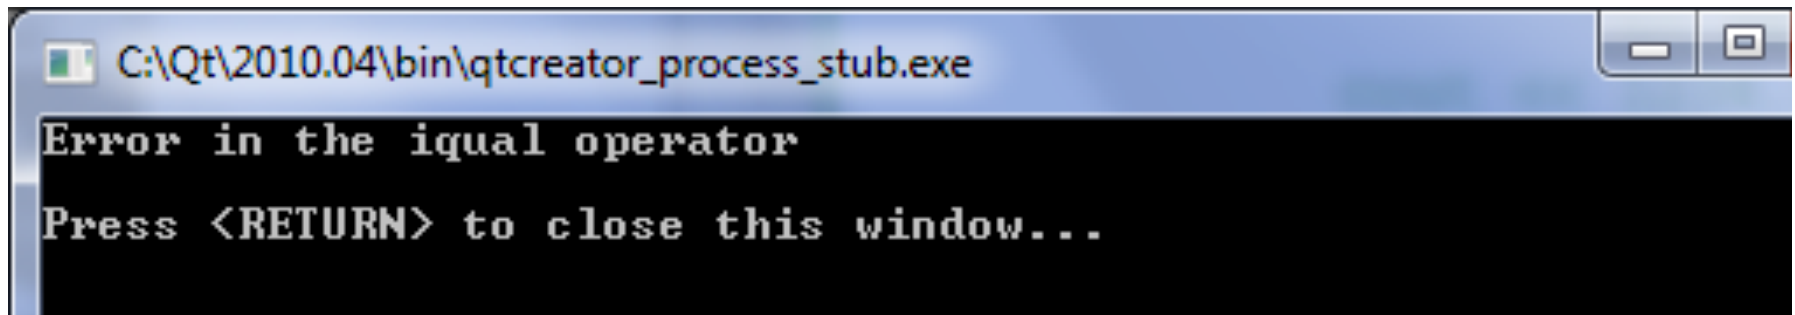 C:\Qt\2010.04\bin\qtcreator_process_stub.exe
Error in the iqual operator
Press <RETURN> to close this window...